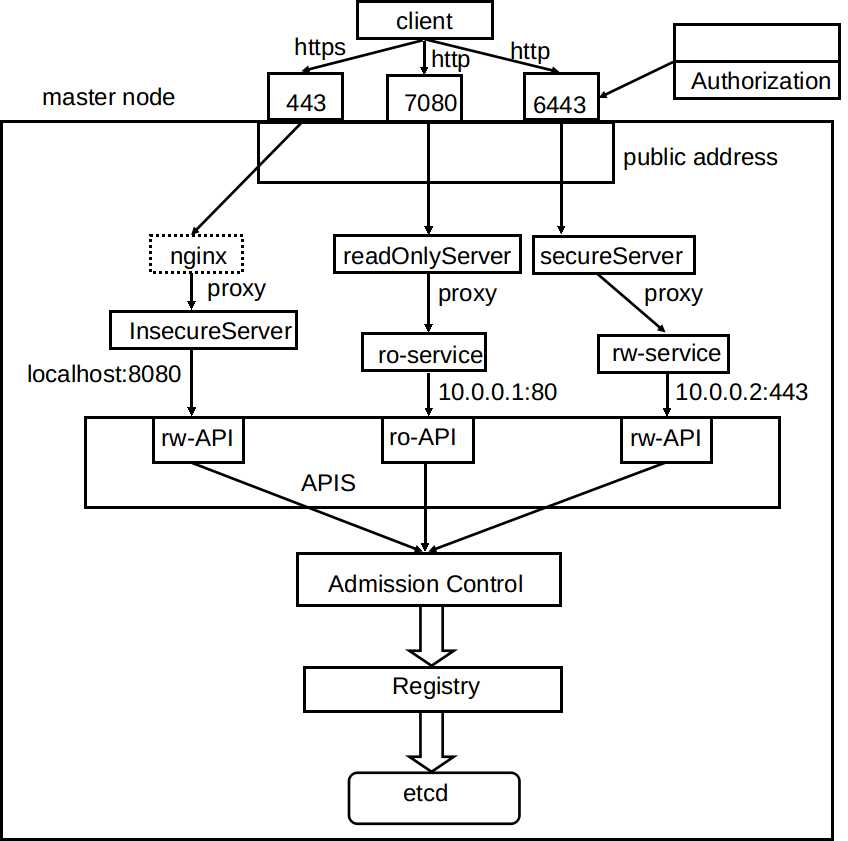 client
https
http
http
Authorization
master node
443
7080
6443
public address
nginx
readOnlyServer
secureServer
proxy
proxy
proxy
InsecureServer
ro-service
rw-service
localhost:8080
10.0.0.1:80
10.0.0.2:443
rw-API
ro-API
rw-API
APIS
Admission Control
Registry
etcd